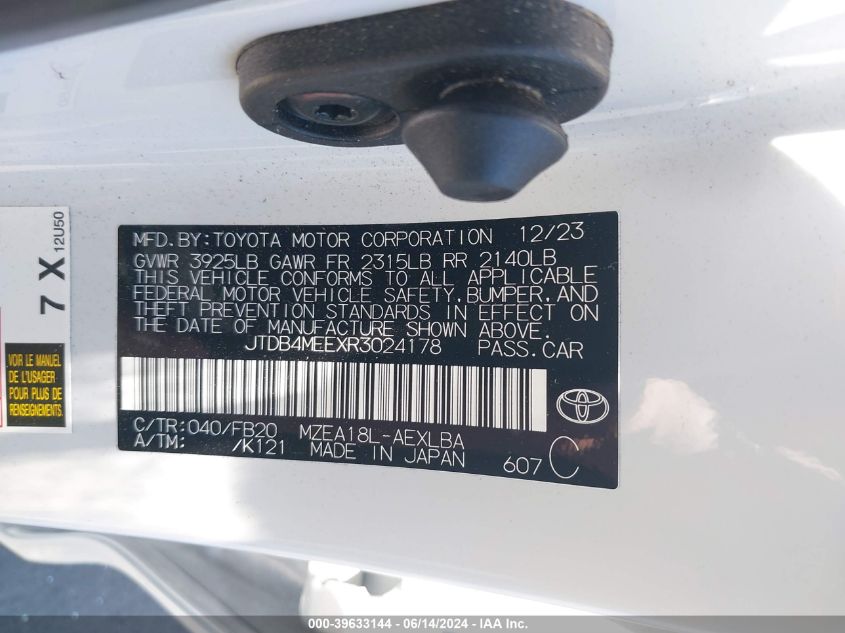 MFD. BY: TOYOTA MOTOR CORPORATION 12/23
GVWR 3925LB GAWR FR 2315LB RR 2140LB
THIS VEHICLE CONFORMS TO ALL APPLICABLE
FEDERAL MOTOR VEHICLE SAFETY, BUMPER, AND
THEFT PREVENTION STANDARDS IN EFFECT ON
THE DATE OF MANUFACTURE SHOWN ABOVE.
JTDB4MEEXR3024178 PASS. CAR
C/TR: 040/FB20 MZEA18L-AEXLBA
A/TM: /K121 MADE IN JAPAN 607 C
7 X 12U50
VOIR LE MANUEL
DE L'USAGER
POUR PLUS DE
RENSEIGNEMENTS.
000-39633144 - 06/14/2024 - IAA Inc.